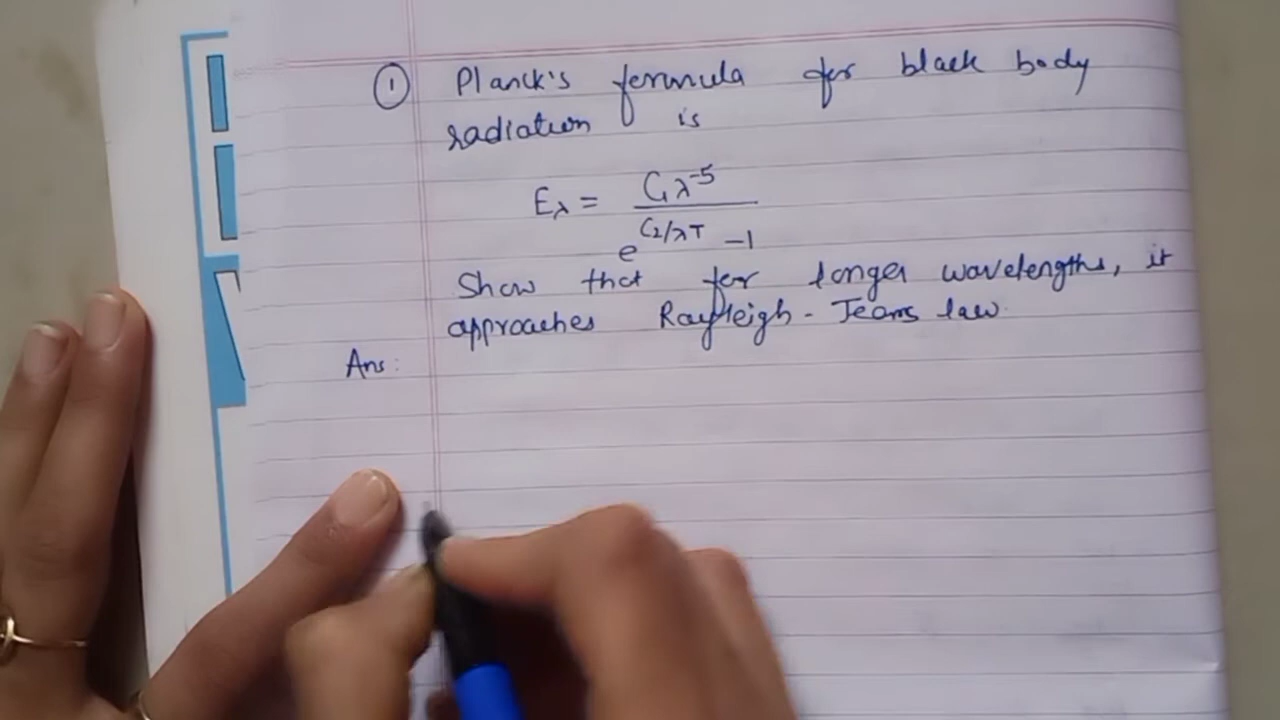 ① Planck's formula for black body
radiation is
Eλ = C₁λ⁻⁵ / e^(C₂/λT) − 1
Show that for longer wavelengths, it
approaches Rayleigh - Jeans law.
Ans: